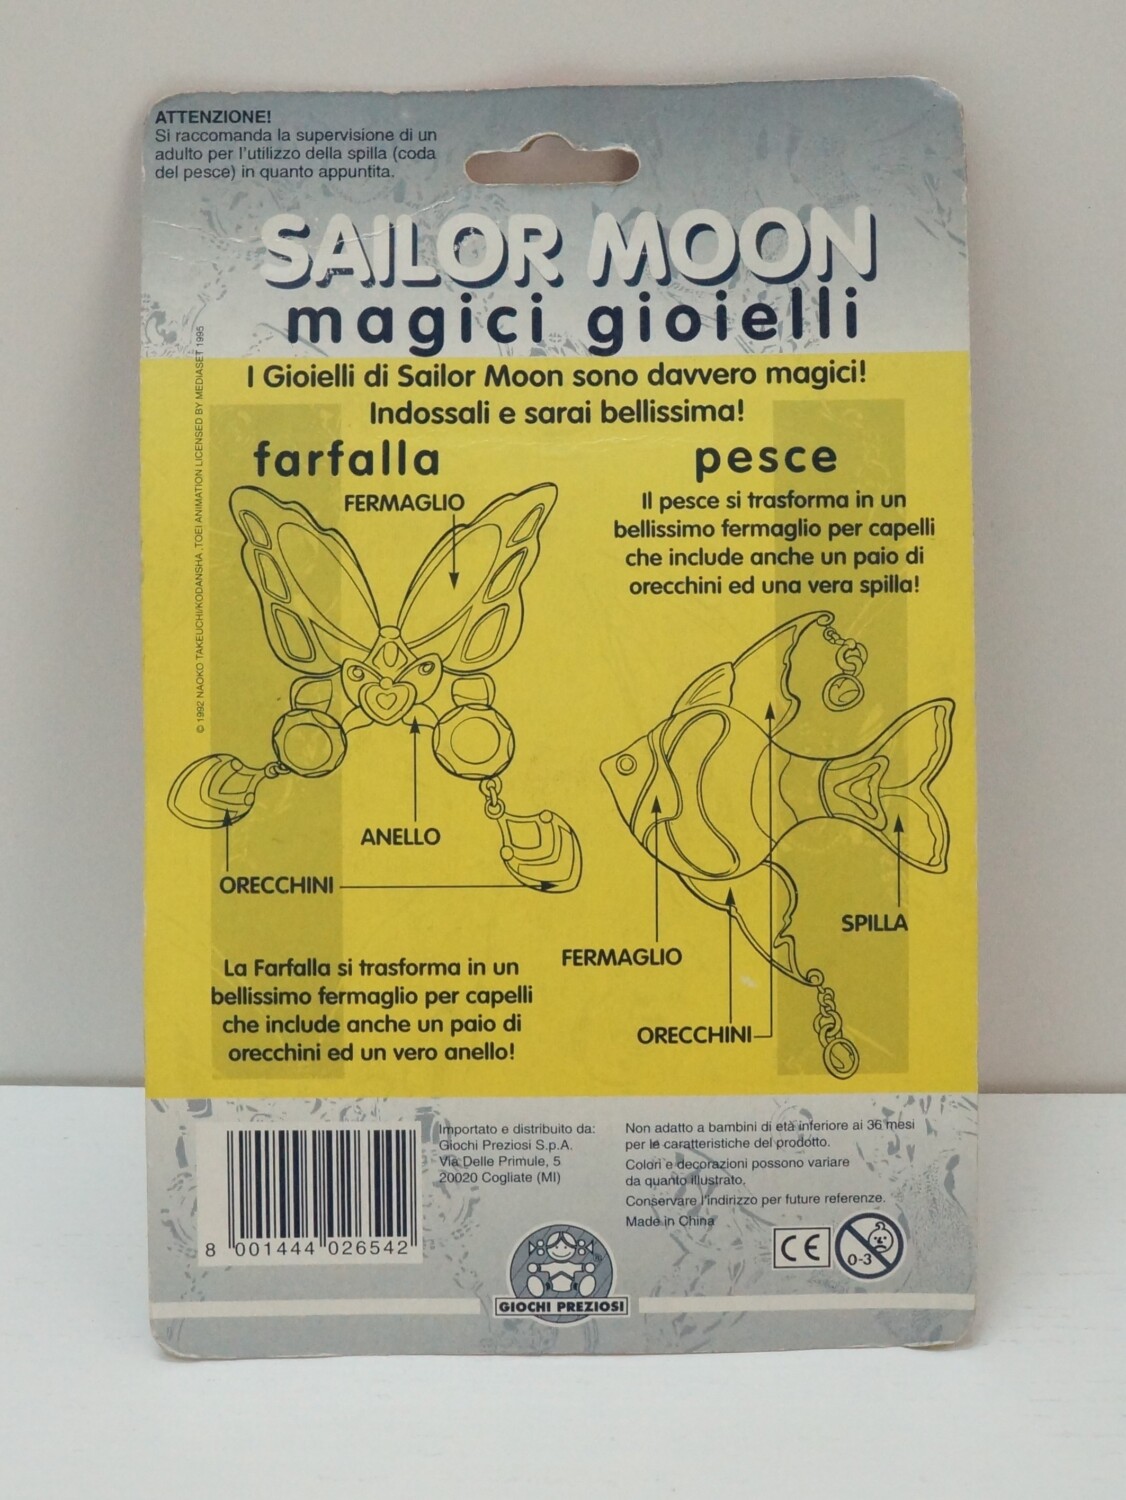 ATTENZIONE!
Si raccomanda la supervisione di un
adulto per l'utilizzo della spilla (coda
del pesce) in quanto appuntita.
SAILOR MOON
magici gioielli
© 1992 NAOKO TAKEUCHI/KODANSHA .TOEI ANIMATION LICENSED BY MEDIASET 1995
I Gioielli di Sailor Moon sono davvero magici!
Indossali e sarai bellissima!
farfalla
FERMAGLIO
ANELLO
ORECCHINI
La Farfalla si trasforma in un
bellissimo fermaglio per capelli
che include anche un paio di
orecchini ed un vero anello!
pesce
Il pesce si trasforma in un
bellissimo fermaglio per capelli
che include anche un paio di
orecchini ed una vera spilla!
SPILLA
FERMAGLIO
ORECCHINI
8 001444 026542
Importato e distribuito da:
Giochi Preziosi S.p.A.
Via Delle Primule, 5
20020 Cogliate (MI)
Non adatto a bambini di età inferiore ai 36 mesi
per le caratteristiche del prodotto.
Colori e decorazioni possono variare
da quanto illustrato.
Conservare l'indirizzo per future referenze.
Made in China
CE
0-3
®
GIOCHI PREZIOSI